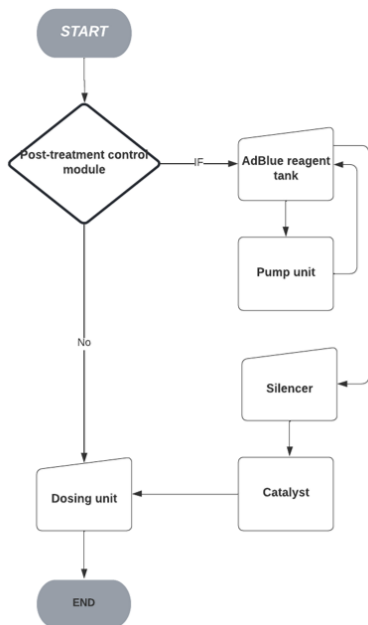 START
Post-treatment control
module
IF
AdBlue reagent
tank
Pump unit
No
Silencer
Catalyst
Dosing unit
END